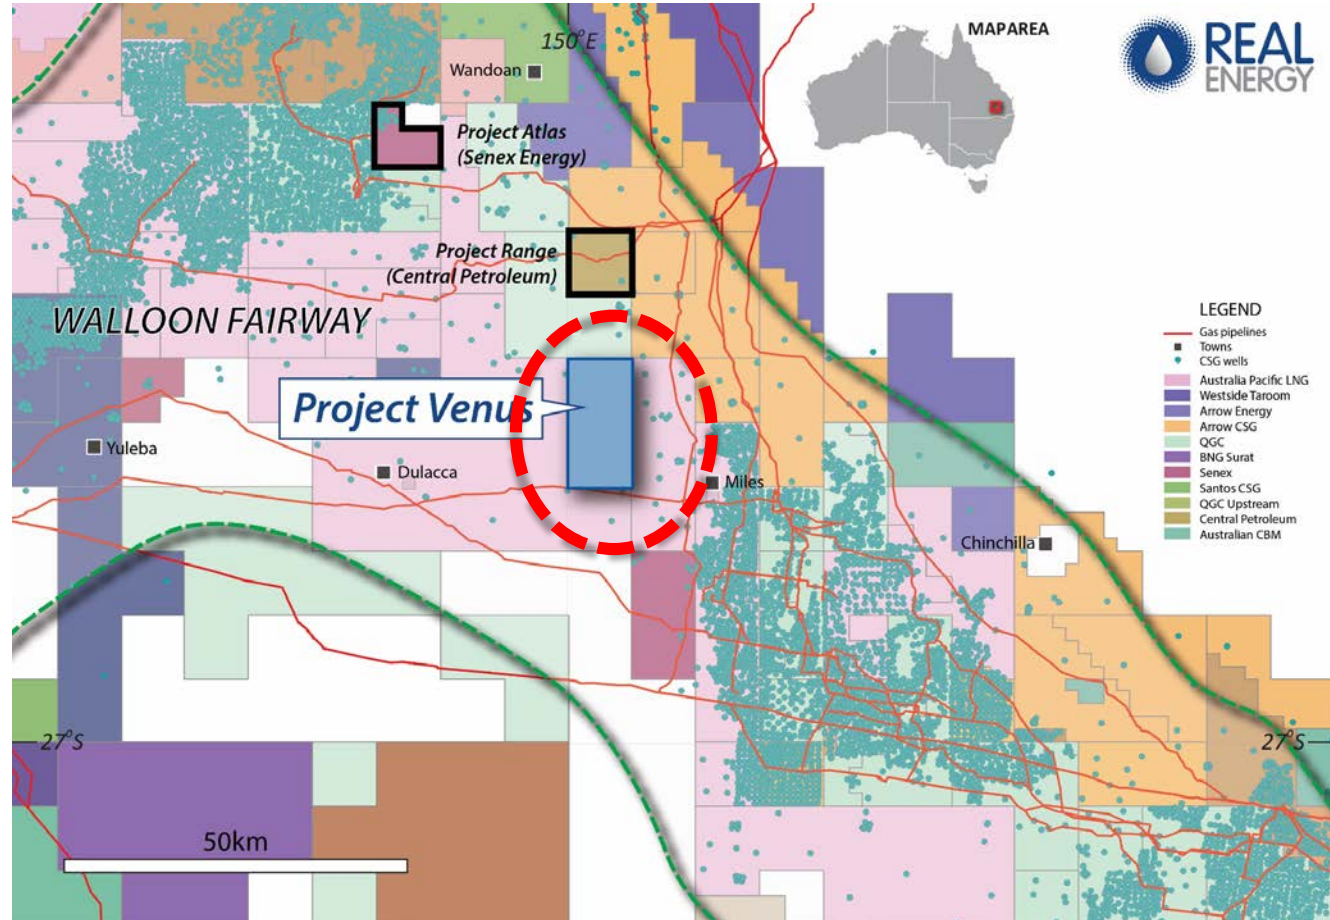 150°E
MAPAREA
REAL
ENERGY
Wandoan
Project Atlas
(Senex Energy)
Project Range
(Central Petroleum)
WALLOON FAIRWAY
Project Venus
Yuleba
Dulacca
Miles
Chinchilla
LEGEND
Gas pipelines
Towns
CSG wells
Australia Pacific LNG
Westside Taroom
Arrow Energy
Arrow CSG
QGC
BNG Surat
Senex
Santos CSG
QGC Upstream
Central Petroleum
Australian CBM
27°S
27°S
50km